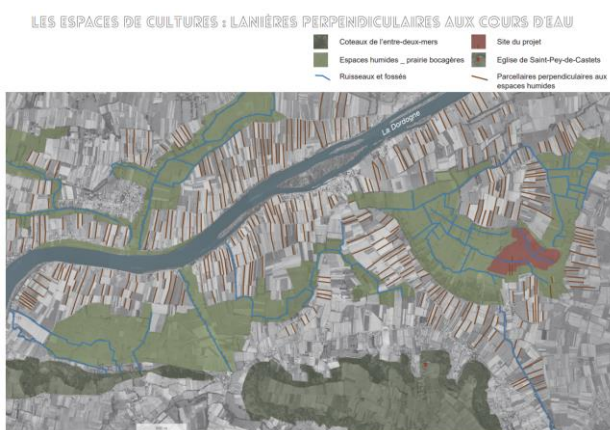 LES ESPACES DE CULTURES : LANIÈRES PERPENDICULAIRES AUX COURS D'EAU
Coteaux de l'entre-deux-mers
Site du projet
Espaces humides _ prairie bocagères
Eglise de Saint-Pey-de-Castets
Ruisseaux et fossés
Parcellaires perpendiculaires aux
espaces humides
La Dordogne